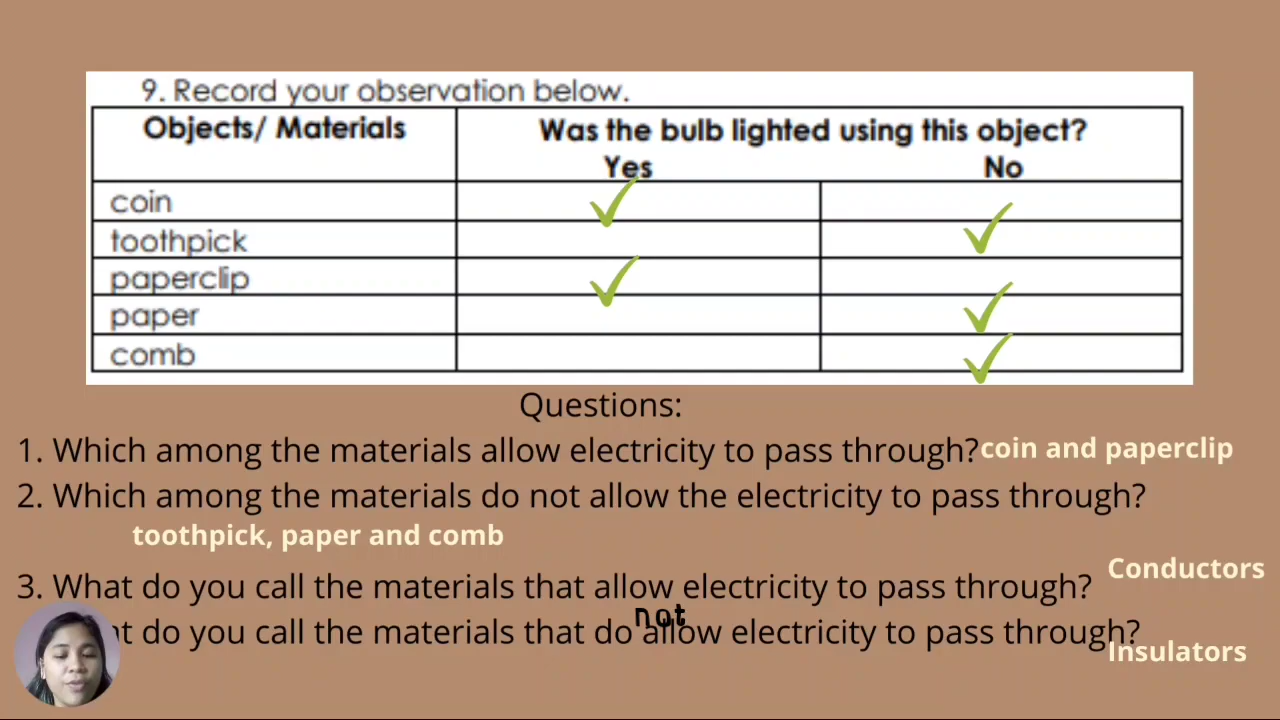 9. Record your observation below.
Objects/ Materials
Was the bulb lighted using this object?
Yes No
coin
toothpick
paperclip
paper
comb
Questions:
1. Which among the materials allow electricity to pass through? coin and paperclip
2. Which among the materials do not allow the electricity to pass through?
toothpick, paper and comb
3. What do you call the materials that allow electricity to pass through? Conductors
not
do you call the materials that do allow electricity to pass through? Insulators